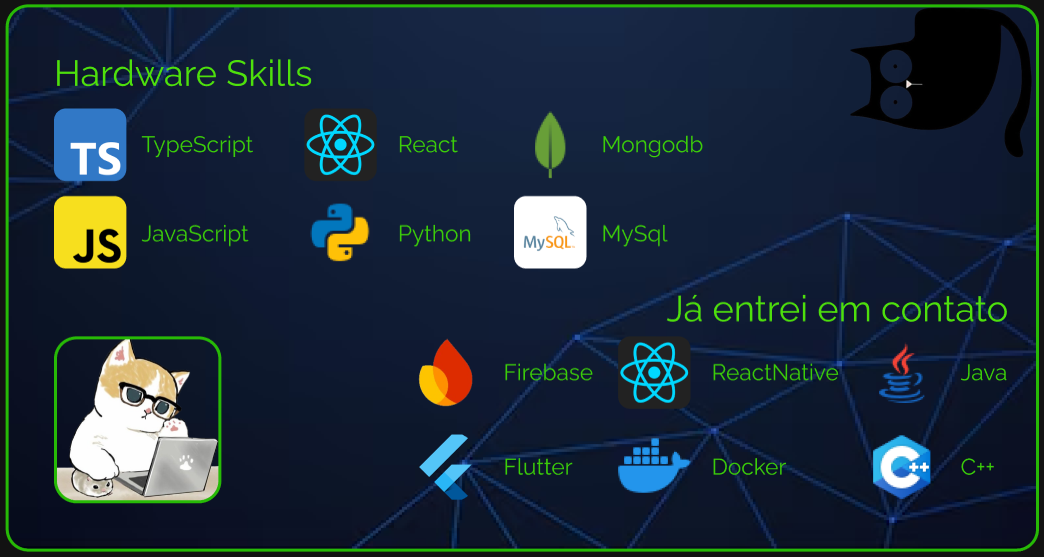 Hardware Skills
TS TypeScript React Mongodb
JS JavaScript Python MySQL MySql
Já entrei em contato
Firebase ReactNative Java
Flutter Docker C++ C++